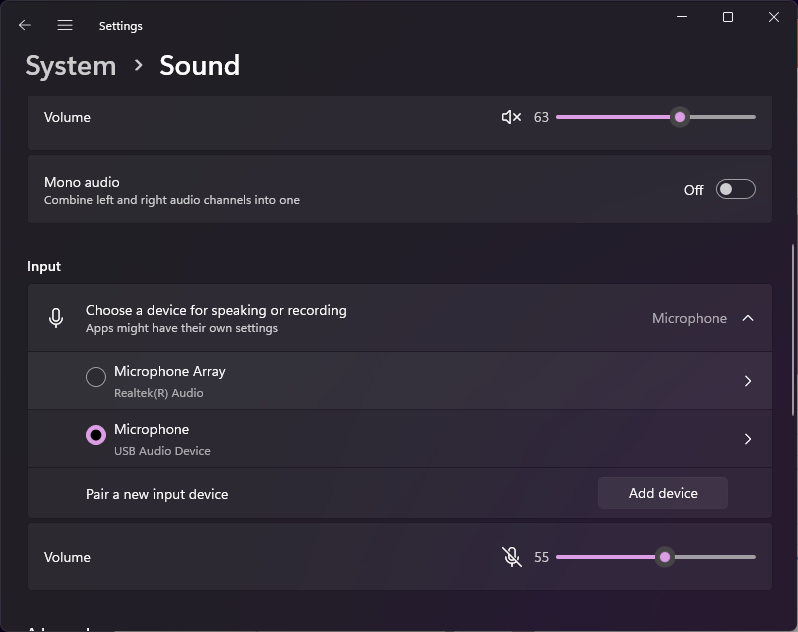 Settings
System > Sound
Volume 63
Mono audio
Combine left and right audio channels into one
Off
Input
Choose a device for speaking or recording
Apps might have their own settings
Microphone
Microphone Array
Realtek(R) Audio
Microphone
USB Audio Device
Pair a new input device
Add device
Volume 55